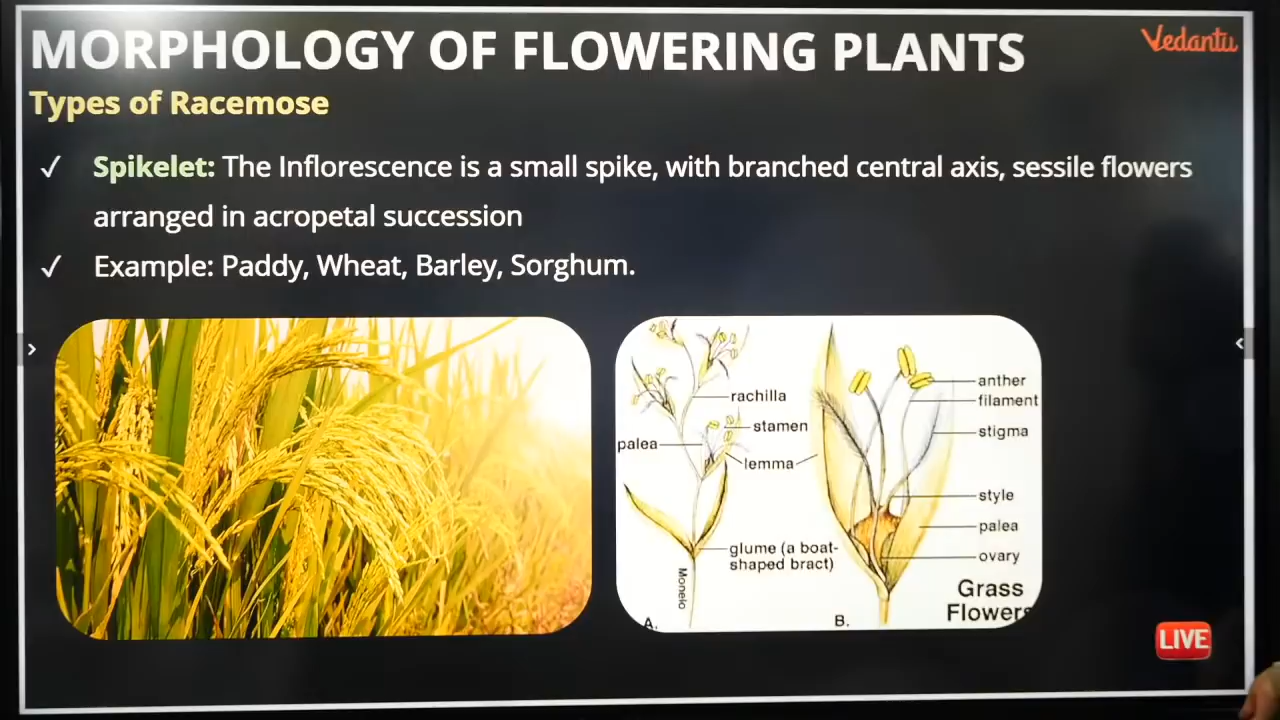 MORPHOLOGY OF FLOWERING PLANTS
Vedantu
Types of Racemose
✓ Spikelet: The Inflorescence is a small spike, with branched central axis, sessile flowers
arranged in acropetal succession
✓ Example: Paddy, Wheat, Barley, Sorghum.
rachilla
stamen
palea
lemma
glume (a boat-
shaped bract)
Monelo
A.
anther
filament
stigma
style
palea
ovary
Grass
Flowers
B.
LIVE